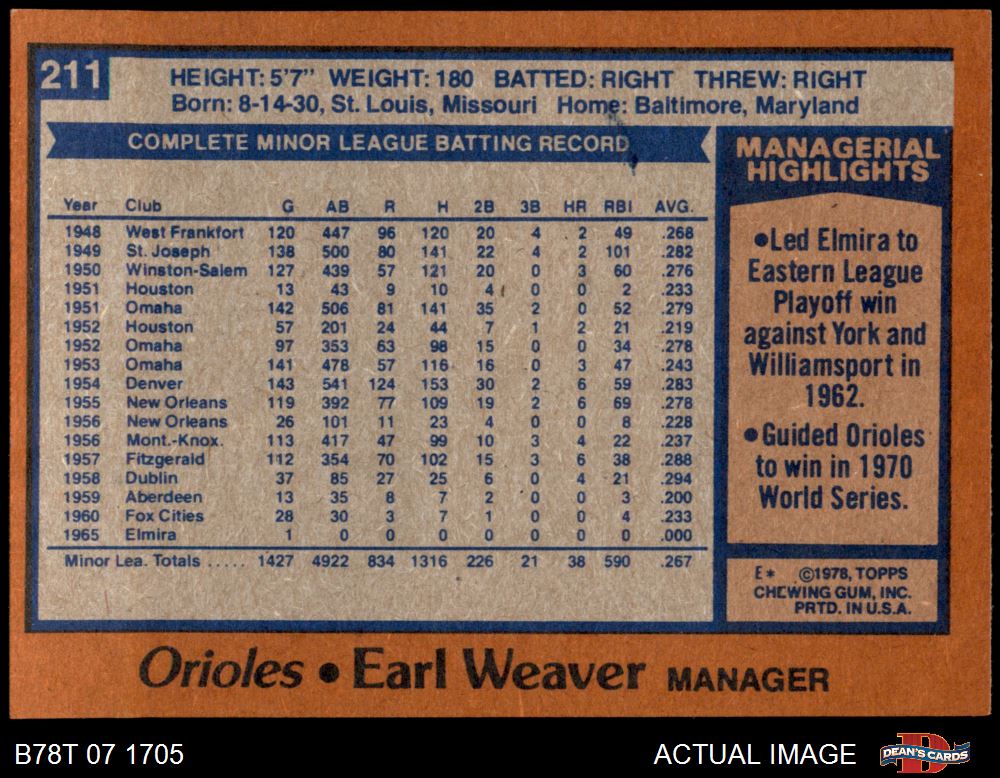 211
HEIGHT: 5'7" WEIGHT: 180 BATTED: RIGHT THREW: RIGHT
Born: 8-14-30, St. Louis, Missouri Home: Baltimore, Maryland
COMPLETE MINOR LEAGUE BATTING RECORD
Year Club G AB R H 2B 3B HR RBI AVG.
1948 West Frankfort 120 447 96 120 20 4 2 49 .268
1949 St. Joseph 138 500 80 141 22 4 2 101 .282
1950 Winston-Salem 127 439 57 121 20 0 3 60 .276
1951 Houston 13 43 9 10 4 0 0 2 .233
1951 Omaha 142 506 81 141 35 2 0 52 .279
1952 Houston 57 201 24 44 7 1 2 21 .219
1952 Omaha 97 353 63 98 15 0 0 34 .278
1953 Omaha 141 478 57 116 16 0 3 47 .243
1954 Denver 143 541 124 153 30 2 6 59 .283
1955 New Orleans 119 392 77 109 19 2 6 69 .278
1956 New Orleans 26 101 11 23 4 0 0 8 .228
1956 Mont.-Knox. 113 417 47 99 10 3 4 22 .237
1957 Fitzgerald 112 354 70 102 15 3 6 38 .288
1958 Dublin 37 85 27 25 6 0 4 21 .294
1959 Aberdeen 13 35 8 7 2 0 0 3 .200
1960 Fox Cities 28 30 3 7 1 0 0 4 .233
1965 Elmira 1 0 0 0 0 0 0 0 .000
Minor Lea. Totals ..... 1427 4922 834 1316 226 21 38 590 .267
MANAGERIAL
HIGHLIGHTS
●Led Elmira to
Eastern League
Playoff win
against York and
Williamsport in
1962.
●Guided Orioles
to win in 1970
World Series.
E* ©1978, TOPPS
CHEWING GUM, INC.
PRTD. IN U.S.A.
Orioles • Earl Weaver MANAGER
B78T 07 1705
ACTUAL IMAGE
DEAN'S CARDS